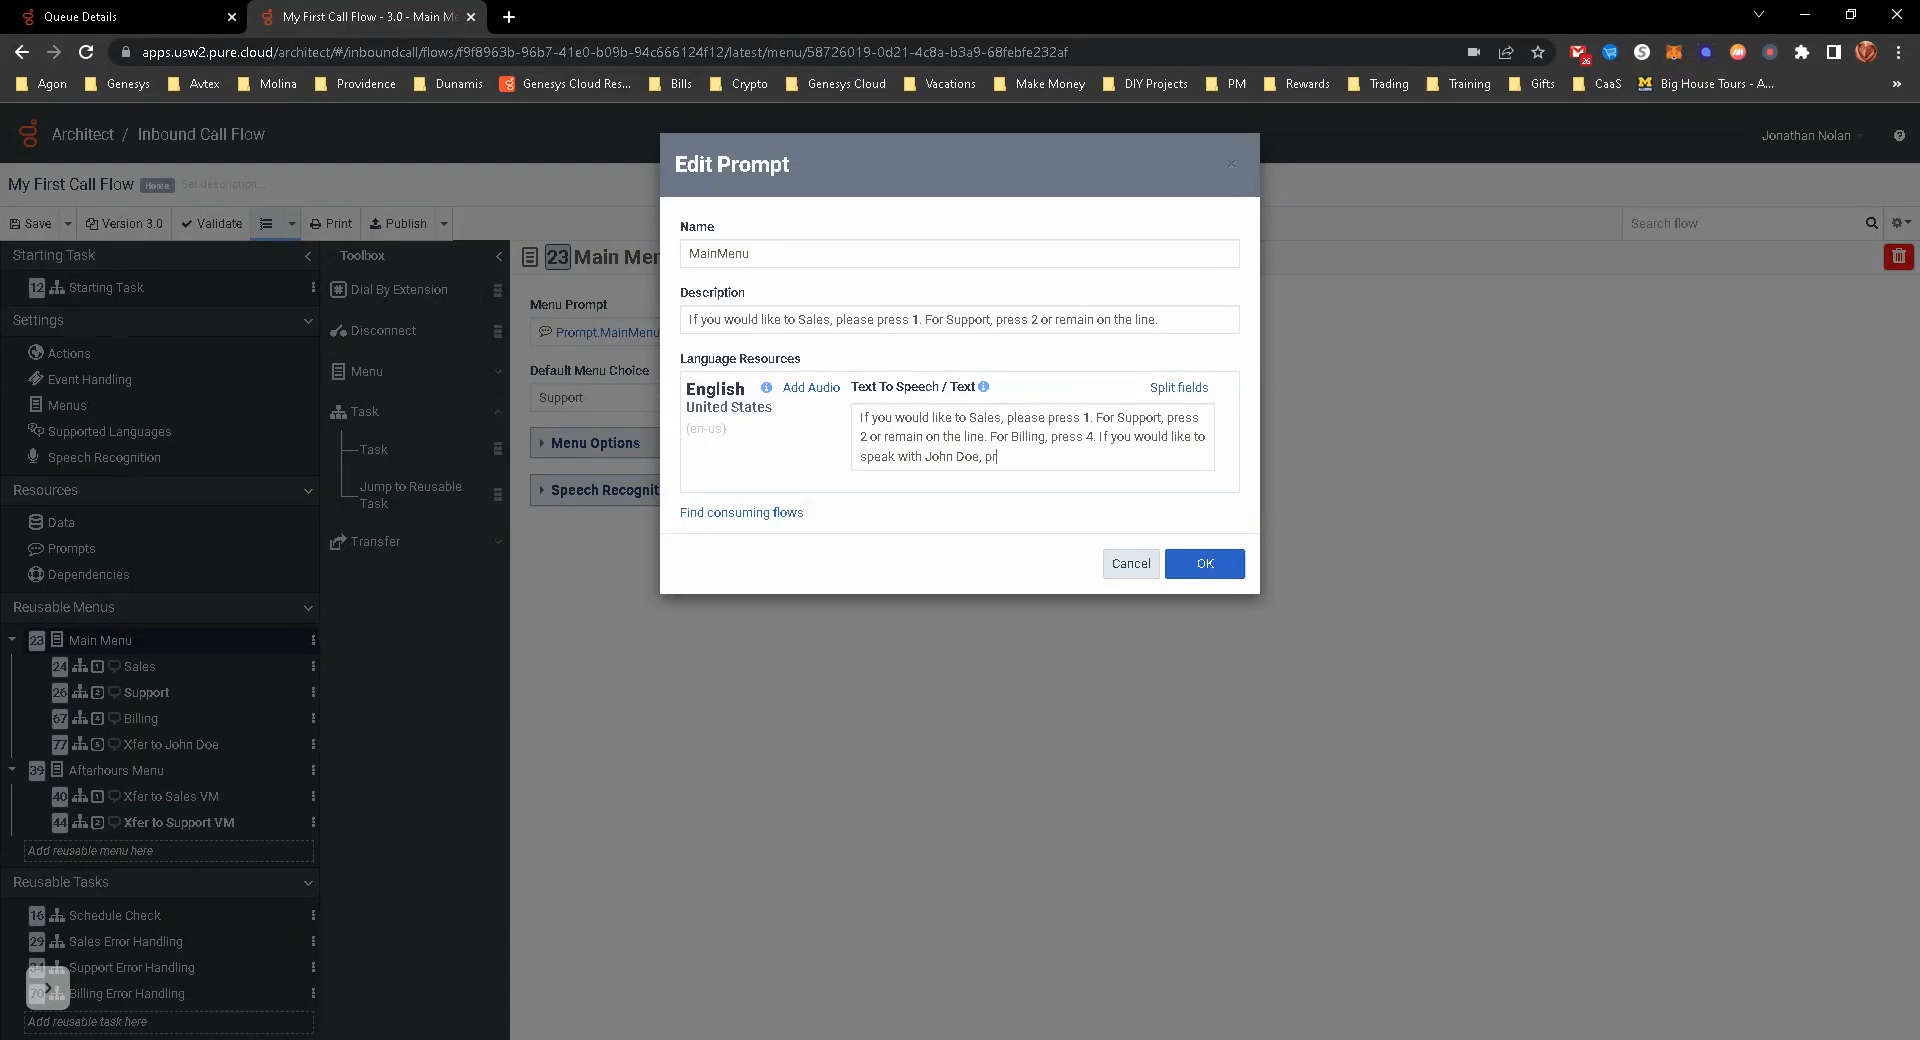 Queue Details
My First Call Flow - 3.0 - Main M
apps.usw2.pure.cloud/architect/#/inboundcall/flows/f9f8963b-96b7-41e0-b09b-94c666124f12/latest/menu/58726019-0d21-4c8a-b3a9-68febfe232af
26
Agon
Genesys
Avtex
Molina
Providence
Dunamis
Genesys Cloud Res...
Bills
Crypto
Genesys Cloud
Vacations
Make Money
DIY Projects
PM
Rewards
Trading
Training
Gifts
CaaS
Big House Tours - A...
Architect / Inbound Call Flow
Jonathan Nolan
My First Call Flow Home Set description...
Save
Version 3.0
Validate
Print
Publish
Search flow
Starting Task
12 Starting Task
Settings
Actions
Event Handling
Menus
Supported Languages
Speech Recognition
Resources
Data
Prompts
Dependencies
Reusable Menus
23 Main Menu
24 1 Sales
26 2 Support
67 4 Billing
77 5 Xfer to John Doe
39 Afterhours Menu
40 1 Xfer to Sales VM
44 2 Xfer to Support VM
Add reusable menu here
Reusable Tasks
16 Schedule Check
29 Sales Error Handling
Support Error Handling
70 Billing Error Handling
Add reusable task here
Toolbox
Dial By Extension
Disconnect
Menu
Task
Task
Jump to Reusable
Task
Transfer
23 Main Men
Menu Prompt
Prompt.MainMenu
Default Menu Choice
Support
Menu Options
Speech Recognit
Edit Prompt
Name
MainMenu
Description
If you would like to Sales, please press 1. For Support, press 2 or remain on the line.
Language Resources
English
United States
(en-us)
Add Audio
Text To Speech / Text
Split fields
If you would like to Sales, please press 1. For Support, press
2 or remain on the line. For Billing, press 4. If you would like to
speak with John Doe, pr
Find consuming flows
Cancel
OK